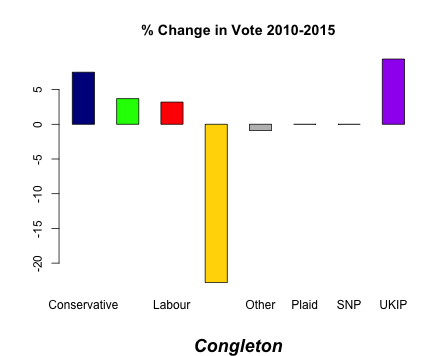 % Change in Vote 2010-2015
5
0
-5
-10
-15
-20
Conservative Labour Other Plaid SNP UKIP
Congleton